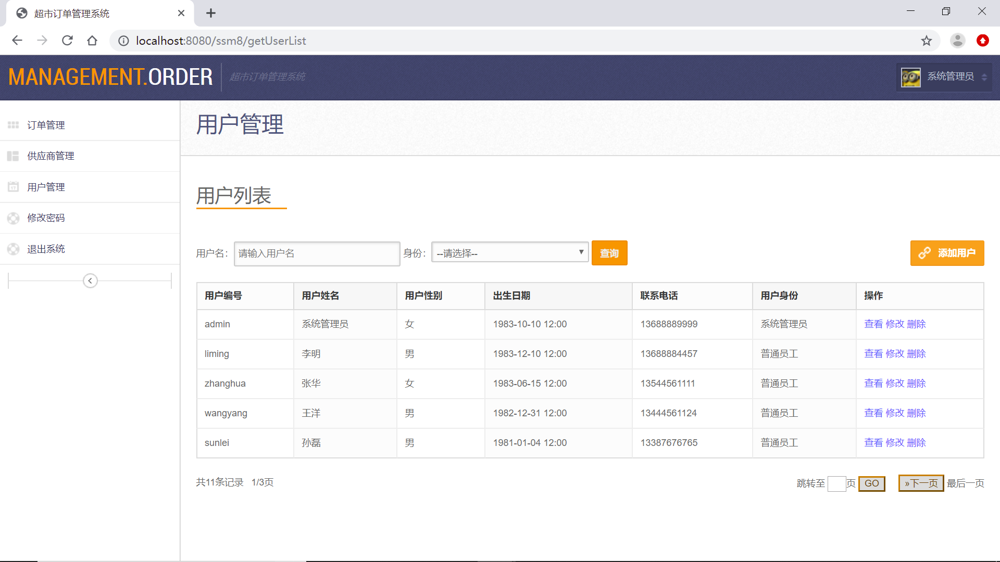 超市订单管理系统
localhost:8080/ssm8/getUserList
MANAGEMENT.ORDER 超市订单管理系统 系统管理员
订单管理
供应商管理
用户管理
修改密码
退出系统
用户管理
用户列表
用户名： 请输入用户名 身份： --请选择-- 查询 添加用户
用户编号 用户姓名 用户性别 出生日期 联系电话 用户身份 操作
admin 系统管理员 女 1983-10-10 12:00 13688889999 系统管理员 查看 修改 删除
liming 李明 男 1983-12-10 12:00 13688884457 普通员工 查看 修改 删除
zhanghua 张华 女 1983-06-15 12:00 13544561111 普通员工 查看 修改 删除
wangyang 王洋 男 1982-12-31 12:00 13444561124 普通员工 查看 修改 删除
sunlei 孙磊 男 1981-01-04 12:00 13387676765 普通员工 查看 修改 删除
共11条记录 1/3页 跳转至 页 GO »下一页 最后一页